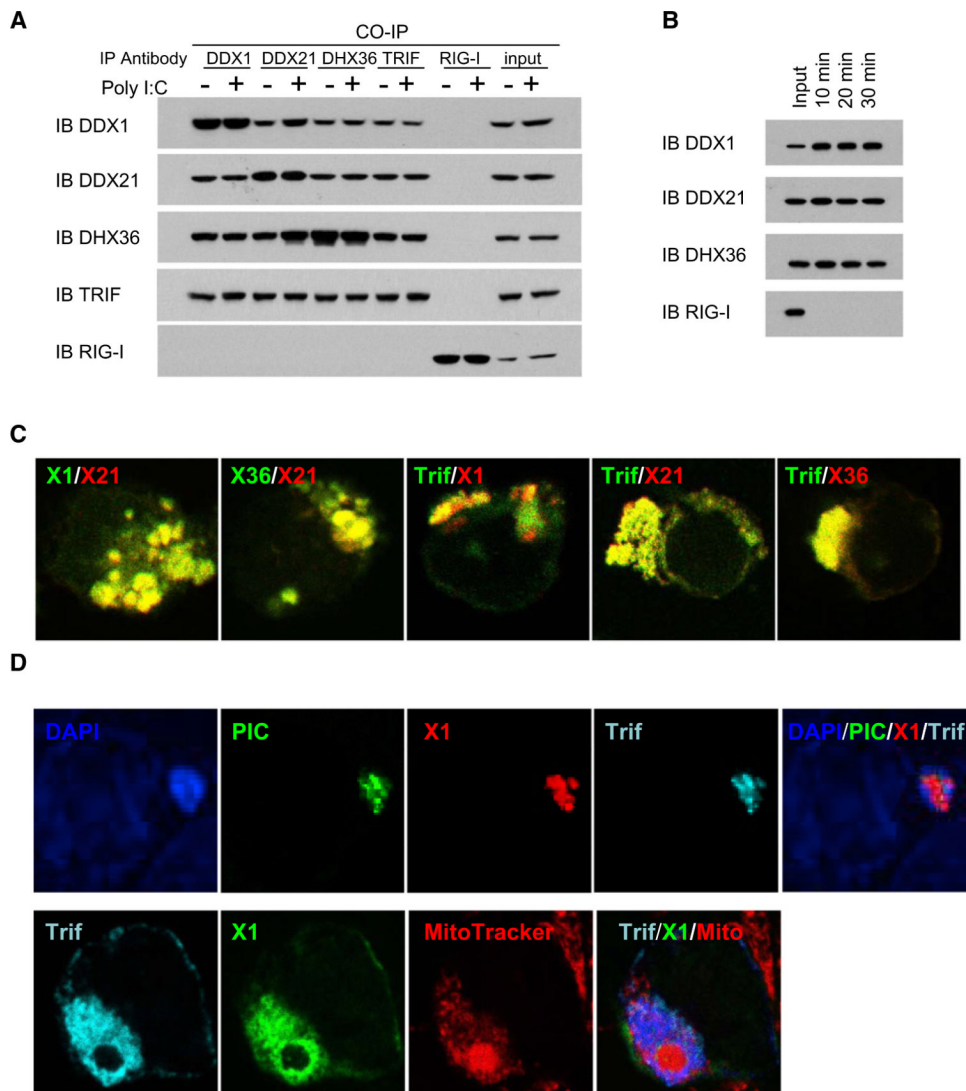 A
CO-IP
IP Antibody DDX1 DDX21 DHX36 TRIF RIG-I input
Poly I:C - + - + - + - + - + - +
IB DDX1
IB DDX21
IB DHX36
IB TRIF
IB RIG-I
B
Input 10 min 20 min 30 min
IB DDX1
IB DDX21
IB DHX36
IB RIG-I
C
X1/X21 X36/X21 Trif/X1 Trif/X21 Trif/X36
D
DAPI PIC X1 Trif DAPI/PIC/X1/Trif
Trif X1 MitoTracker Trif/X1/Mito